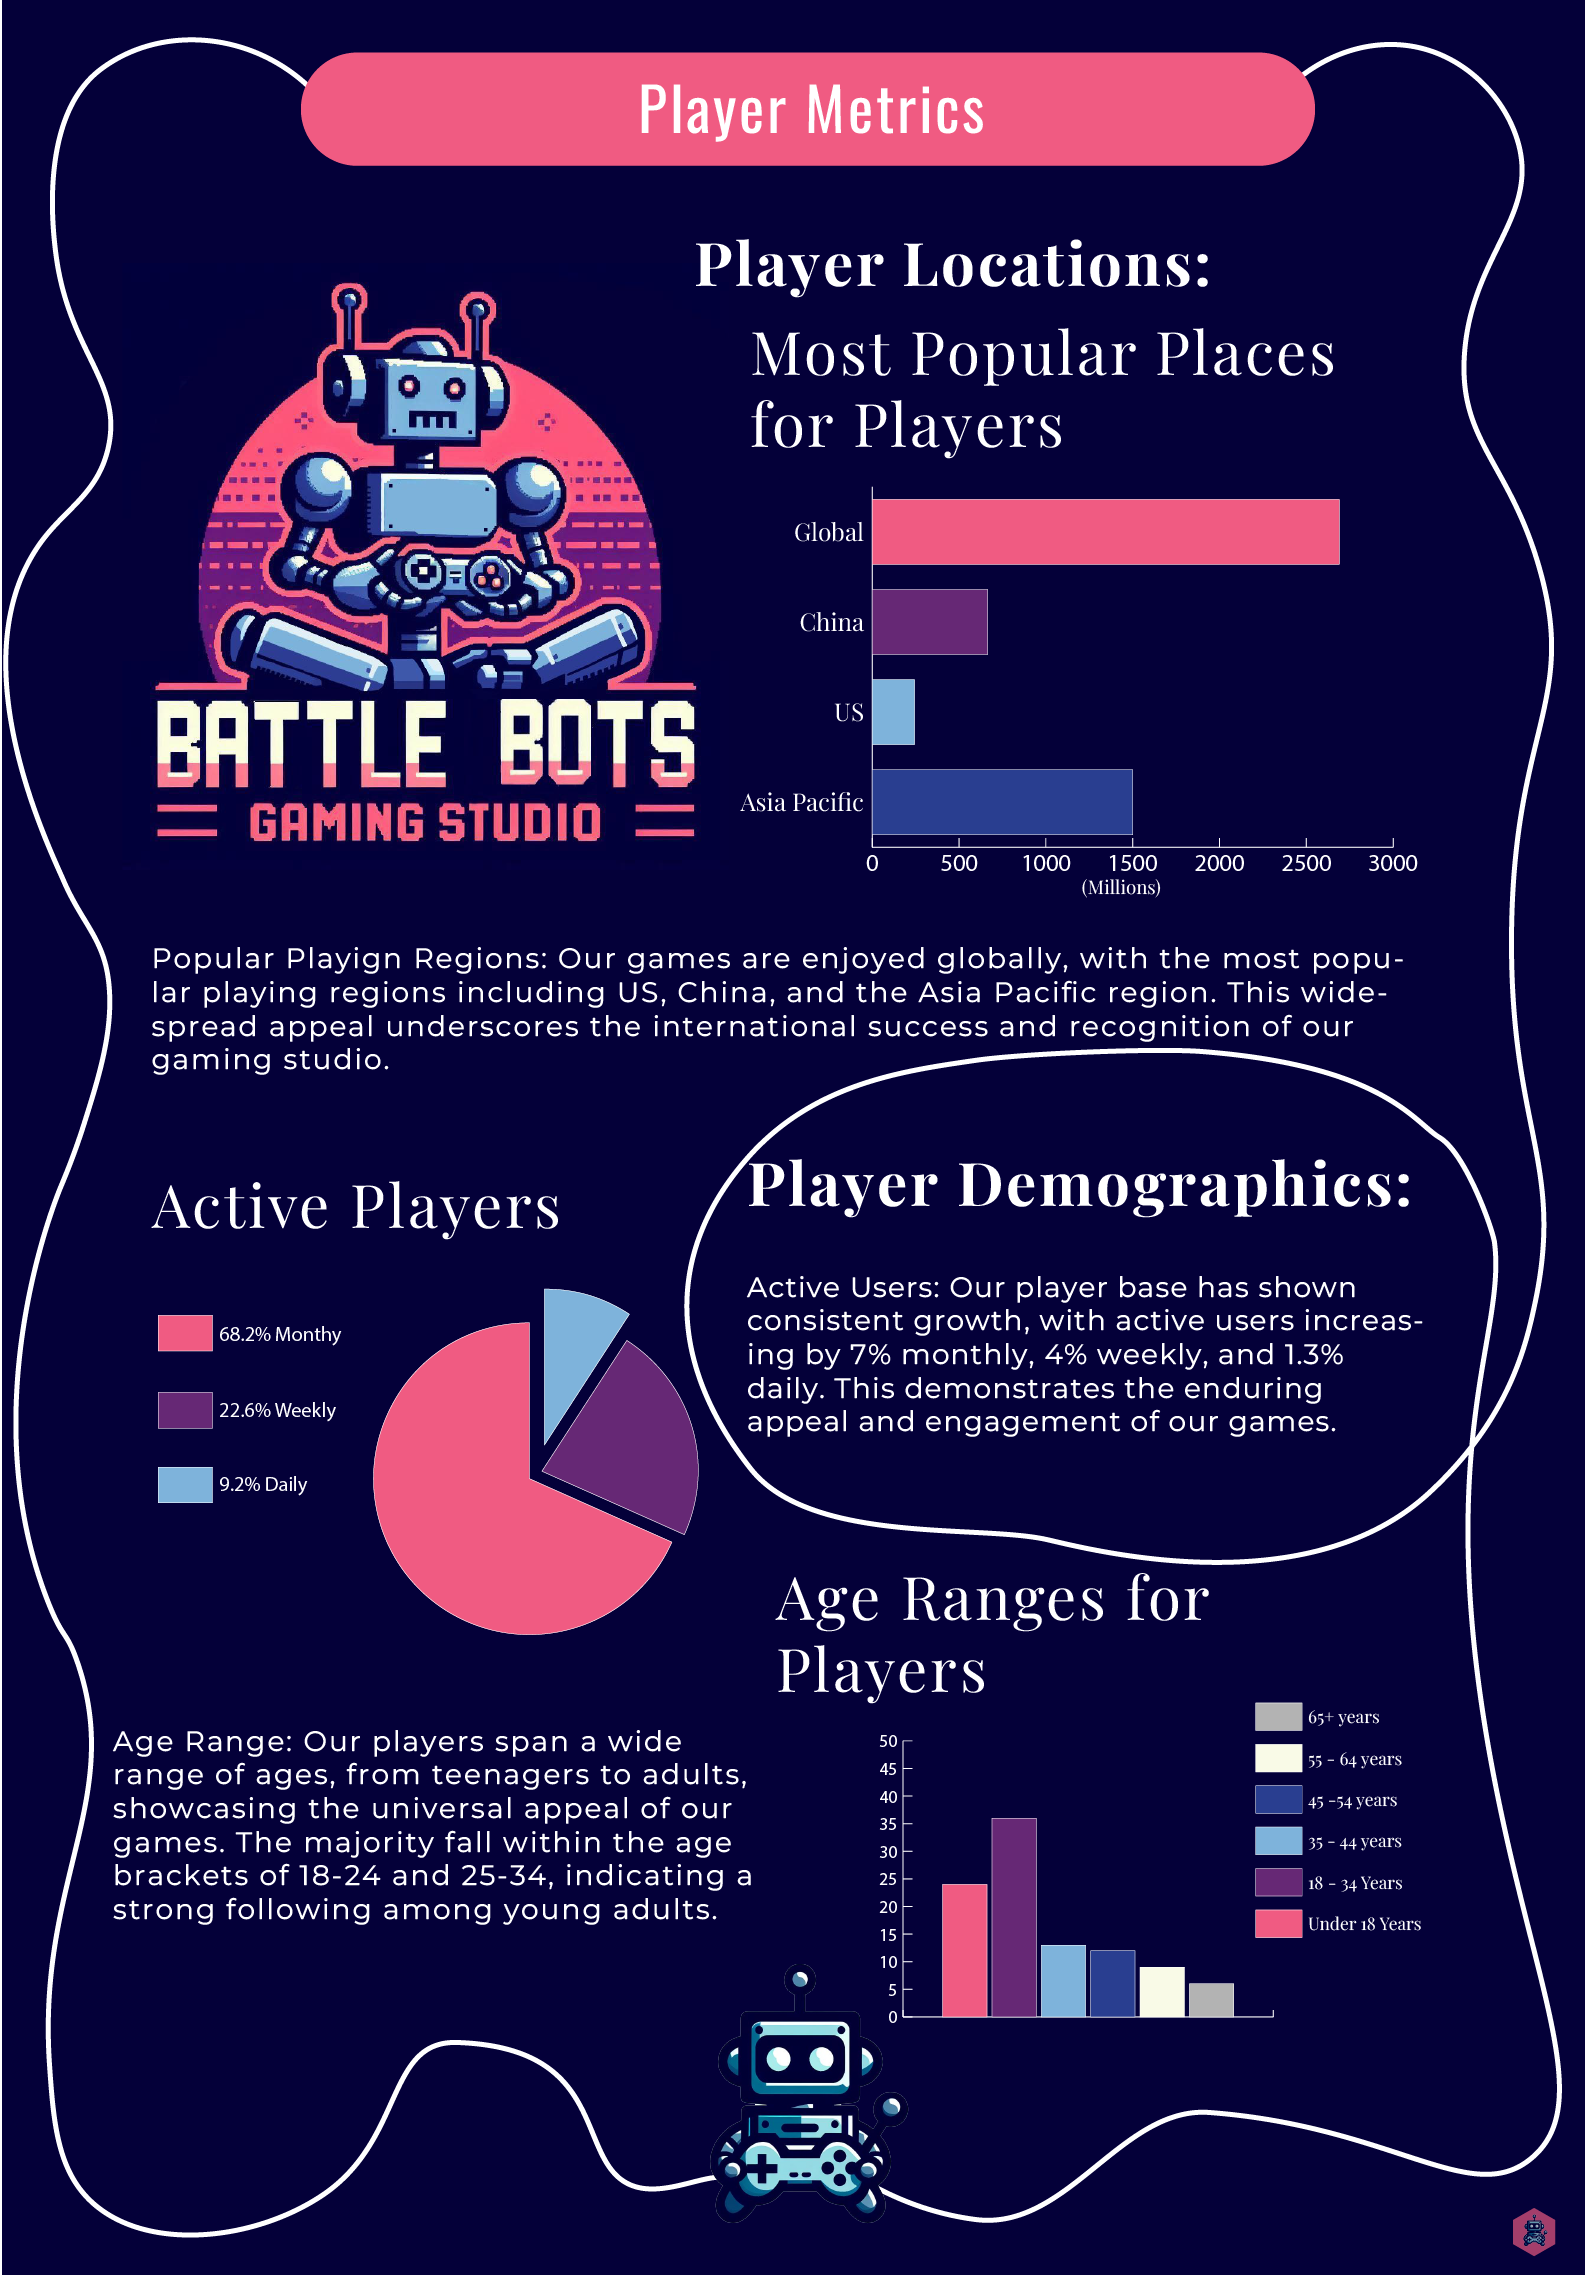 Player Metrics
Player Locations:
Most Popular Places
for Players
BATTLE BOTS
GAMING STUDIO
Global
China
US
Asia Pacific
0 500 1000 1500 2000 2500 3000
(Millions)
Popular Playign Regions: Our games are enjoyed globally, with the most popu-
lar playing regions including US, China, and the Asia Pacific region. This wide-
spread appeal underscores the international success and recognition of our
gaming studio.
Active Players
68.2% Monthy
22.6% Weekly
9.2% Daily
Player Demographics:
Active Users: Our player base has shown
consistent growth, with active users increas-
ing by 7% monthly, 4% weekly, and 1.3%
daily. This demonstrates the enduring
appeal and engagement of our games.
Age Range: Our players span a wide
range of ages, from teenagers to adults,
showcasing the universal appeal of our
games. The majority fall within the age
brackets of 18-24 and 25-34, indicating a
strong following among young adults.
Age Ranges for
Players
50
45
40
35
30
25
20
15
10
5
0
65+ years
55 - 64 years
45 -54 years
35 - 44 years
18 - 34 Years
Under 18 Years